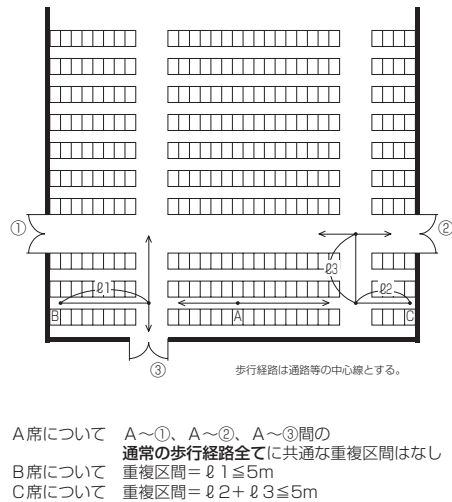 ①
②
ℓ3
ℓ1
ℓ2
B
A
C
③
歩行経路は通路等の中心線とする。
A席について A～①、A～②、A～③間の
通常の歩行経路全てに共通な重複区間はなし
B席について 重複区間＝ℓ1≦5m
C席について 重複区間＝ℓ2＋ℓ3≦5m